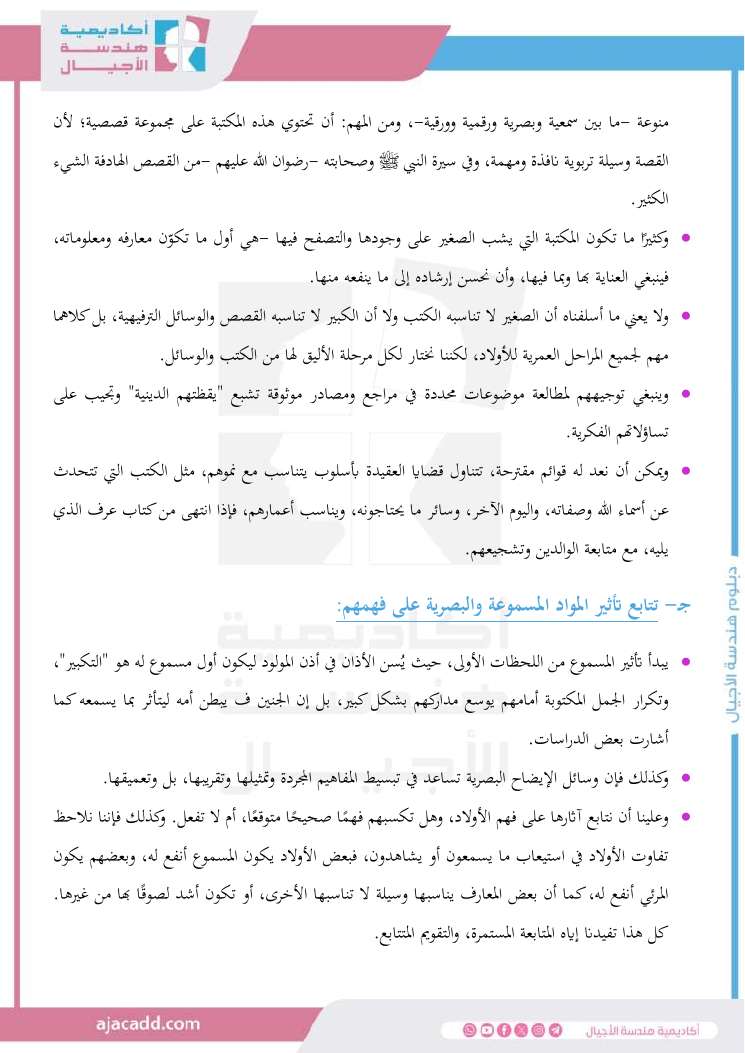 أكاديمية
هندسة
الأجيال
منوعة –ما بين سمعية وبصرية ورقمية وورقية–، ومن المهم: أن تحتوي هذه المكتبة على مجموعة قصصية؛ لأن
القصة وسيلة تربوية نافذة ومهمة، وفي سيرة النبي ﷺ وصحابته –رضوان الله عليهم –من القصص الهادفة الشيء
الكثير.
• وكثيرًا ما تكون المكتبة التي يشب الصغير على وجودها والتصفح فيها –هي أول ما تكوّن معارفه ومعلوماته،
فينبغي العناية بها وبما فيها، وأن نحسن إرشاده إلى ما ينفعه منها.
• ولا يعني ما أسلفناه أن الصغير لا تناسبه الكتب ولا أن الكبير لا تناسبه القصص والوسائل الترفيهية، بل كلاهما
مهم لجميع المراحل العمرية للأولاد، لكننا نختار لكل مرحلة الأليق لها من الكتب والوسائل.
• وينبغي توجيههم لمطالعة موضوعات محددة في مراجع ومصادر موثوقة تشبع "يقظتهم الدينية" وتجيب على
تساؤلاتهم الفكرية.
• ويمكن أن نعد له قوائم مقترحة، تتناول قضايا العقيدة بأسلوب يتناسب مع نموهم، مثل الكتب التي تتحدث
عن أسماء الله وصفاته، واليوم الآخر، وسائر ما يحتاجونه، ويناسب أعمارهم، فإذا انتهى من كتاب عرف الذي
يليه، مع متابعة الوالدين وتشجيعهم.
جـ– تتابع تأثير المواد المسموعة والبصرية على فهمهم:
• يبدأ تأثير المسموع من اللحظات الأولى، حيث يُسن الأذان في أذن المولود ليكون أول مسموع له هو "التكبير"،
وتكرار الجمل المكتوبة أمامهم يوسع مداركهم بشكل كبير، بل إن الجنين ف يبطن أمه ليتأثر بما يسمعه كما
أشارت بعض الدراسات.
• وكذلك فإن وسائل الإيضاح البصرية تساعد في تبسيط المفاهيم المجردة وتمثيلها وتقريبها، بل وتعميقها.
• وعلينا أن نتابع آثارها على فهم الأولاد، وهل تكسبهم فهمًا صحيحًا متوقعًا، أم لا تفعل. وكذلك فإننا نلاحظ
تفاوت الأولاد في استيعاب ما يسمعون أو يشاهدون، فبعض الأولاد يكون المسموع أنفع له، وبعضهم يكون
المرئي أنفع له، كما أن بعض المعارف يناسبها وسيلة لا تناسبها الأخرى، أو تكون أشد لصوقًا بها من غيرها.
كل هذا تفيدنا إياه المتابعة المستمرة، والتقويم المتتابع.
أكاديمية
هندسة
الأجيال
دبلوم هندسة الأجيال
أكاديمية هندسة الأجيال
ajacadd.com